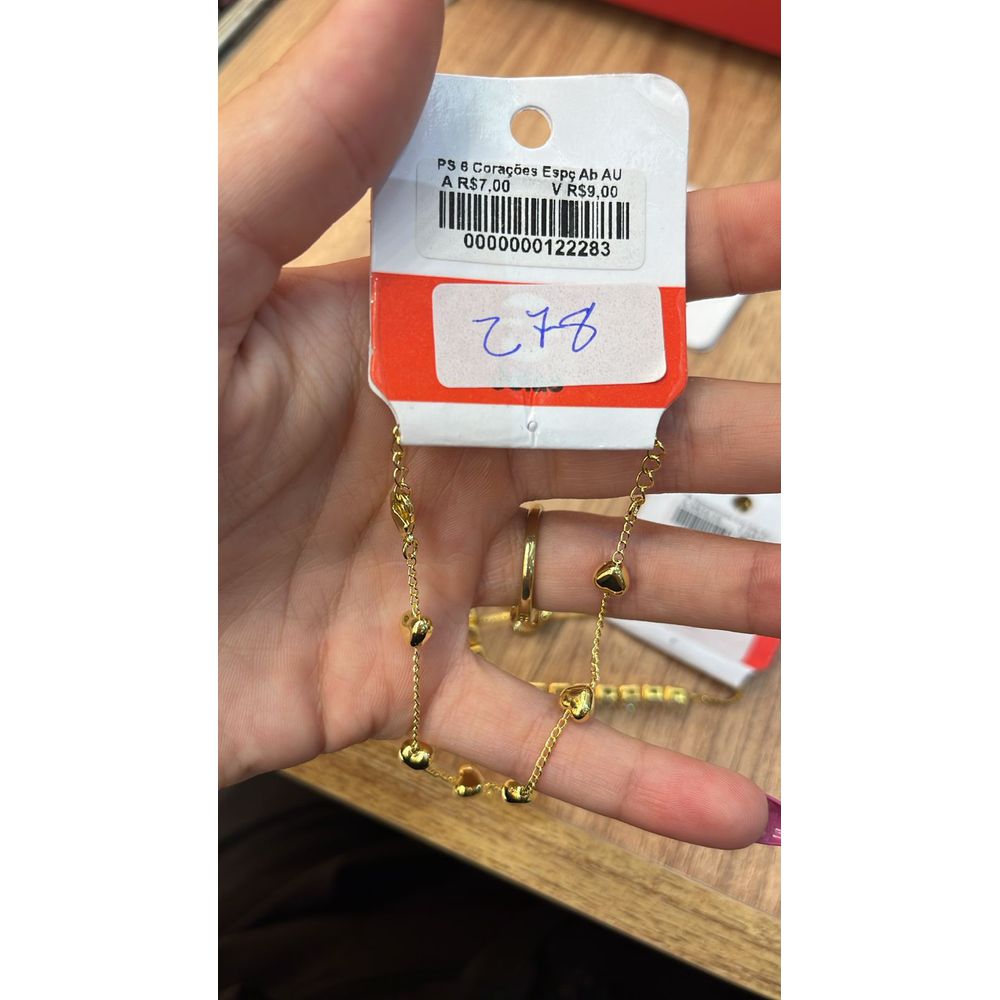 PS 6 Corações Espç Ab AU
A R$7,00 V R$9,00
0000000122283
278